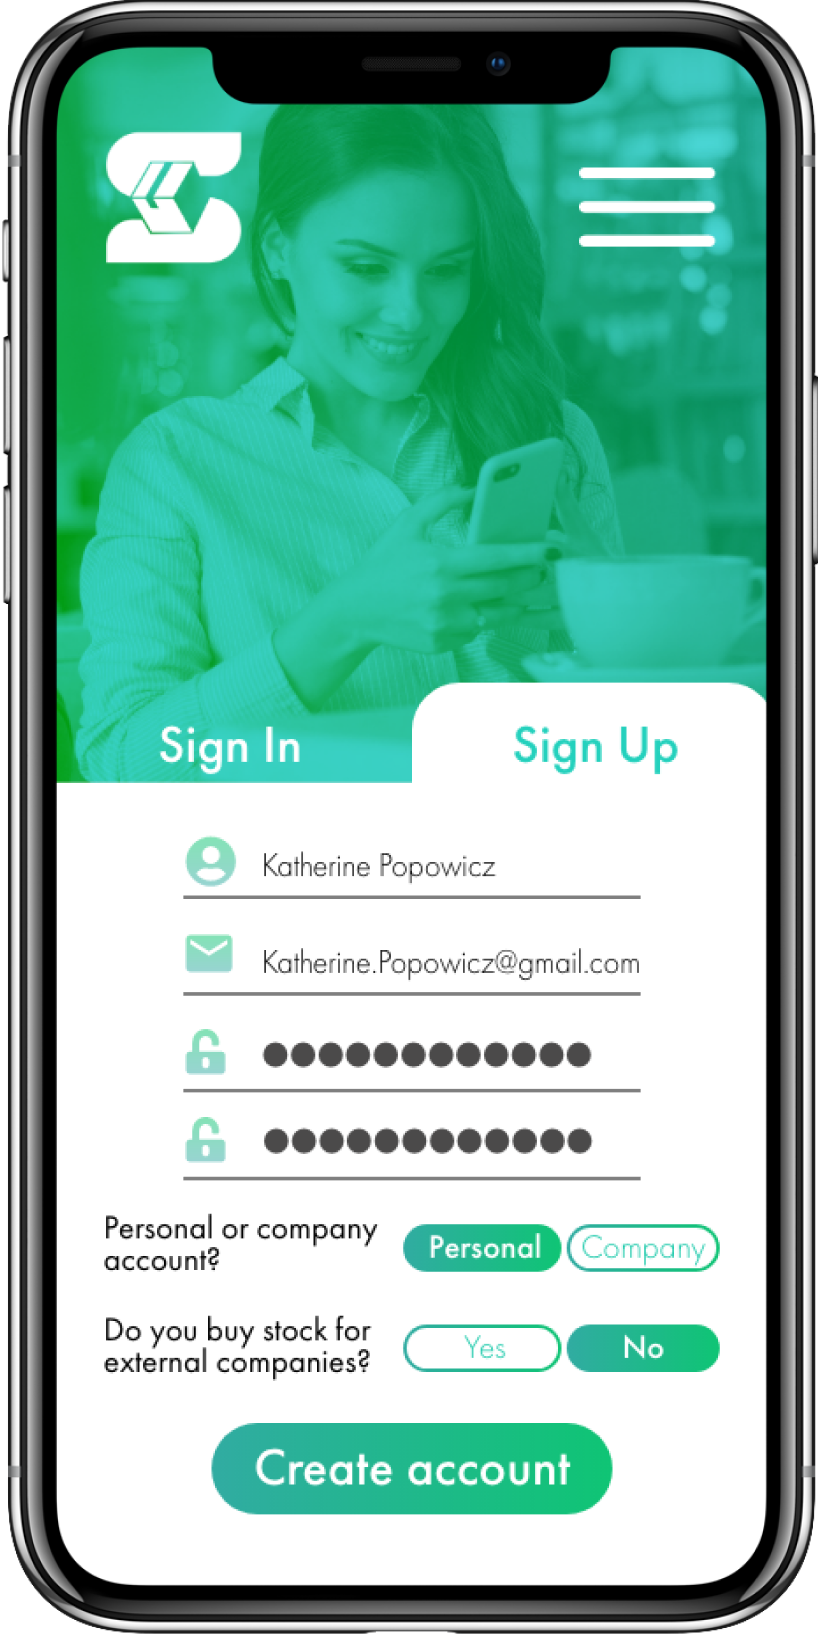 Sign In
Sign Up
Katherine Popowicz
Katherine.Popowicz@gmail.com
●●●●●●●●●●●●
●●●●●●●●●●●●
Personal or company
account?
Personal
Company
Do you buy stock for
external companies?
Yes
No
Create account